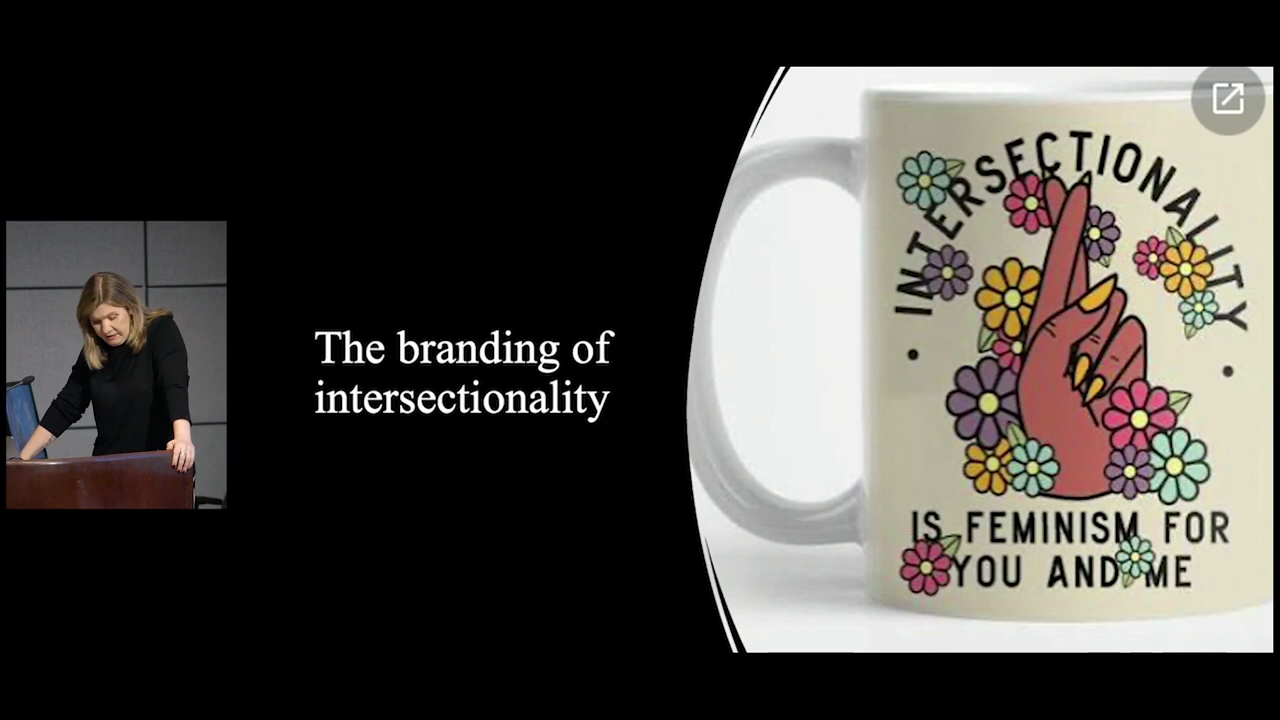 The branding of
intersectionality
INTERSECTIONALITY
IS FEMINISM FOR
YOU AND ME